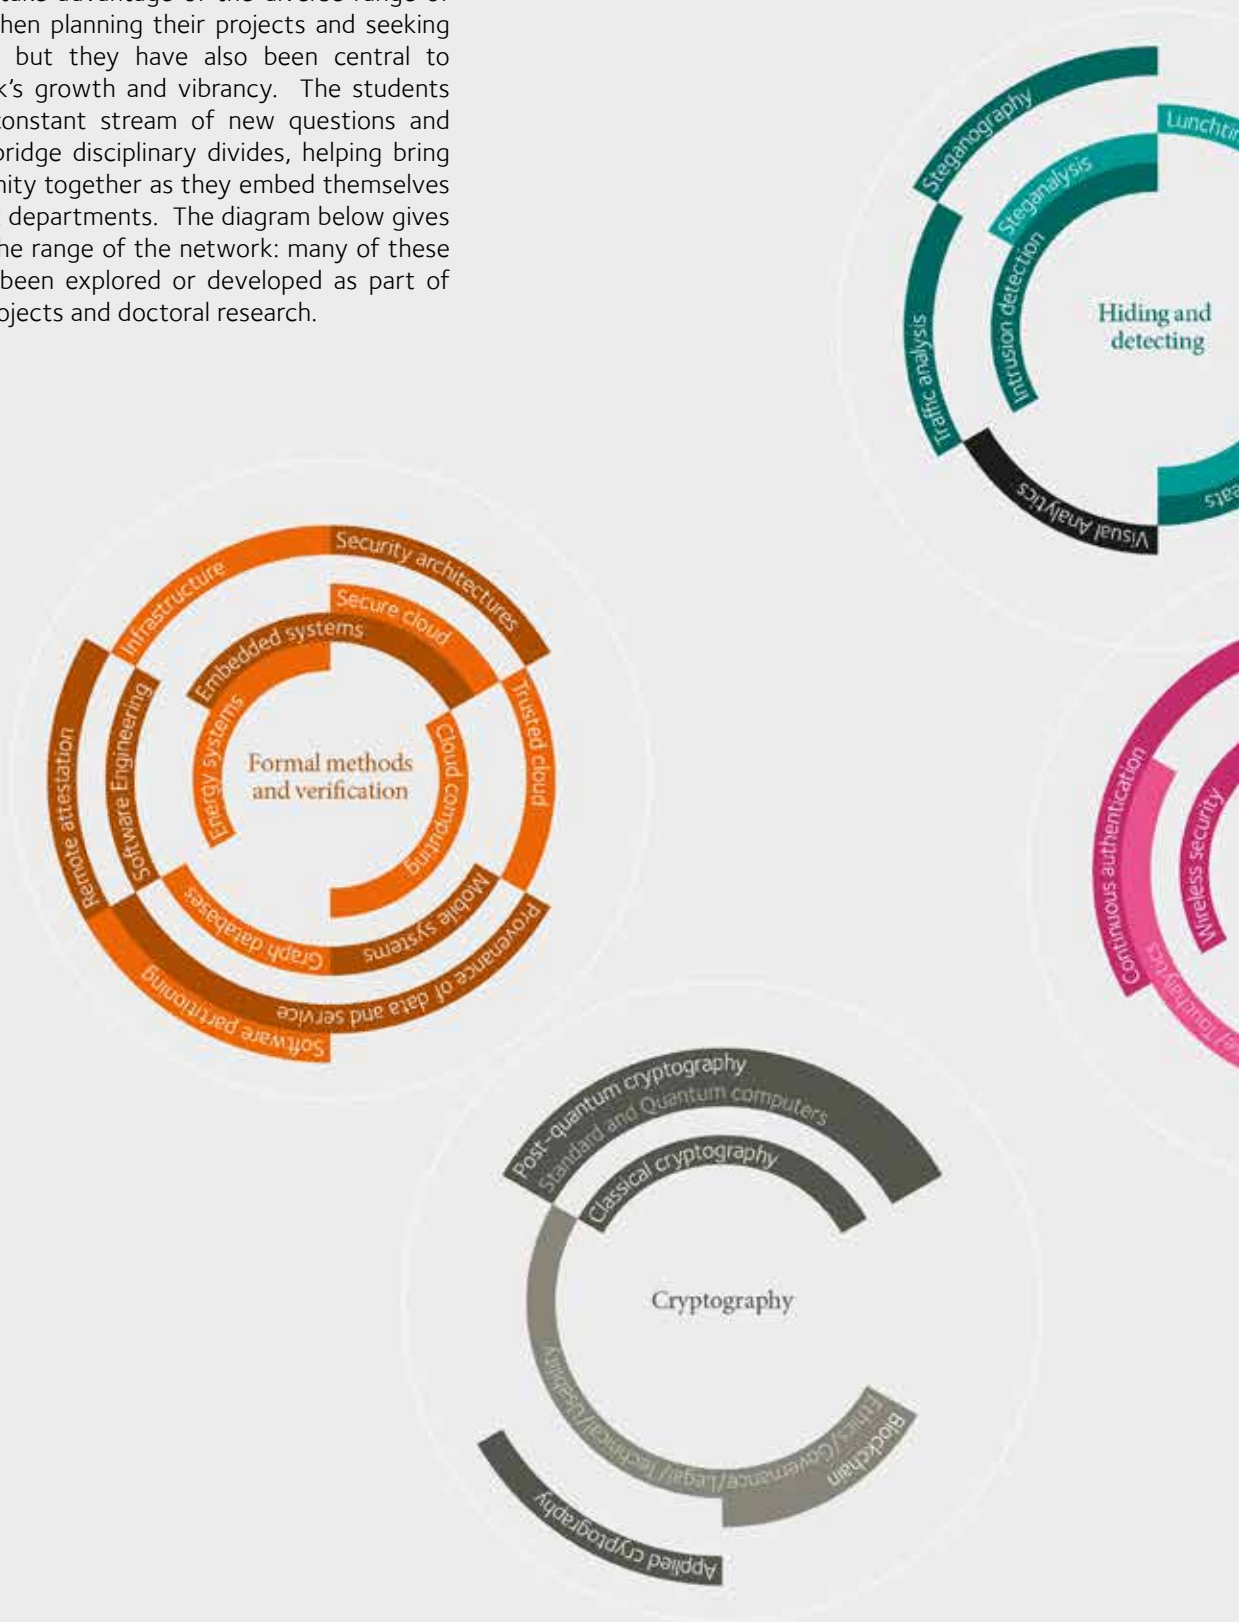 take advantage of the diverse range of
hen planning their projects and seeking
but they have also been central to
k's growth and vibrancy. The students
constant stream of new questions and
bridge disciplinary divides, helping bring
nity together as they embed themselves
departments. The diagram below gives
he range of the network: many of these
been explored or developed as part of
ojects and doctoral research.
Steganography
Lunchtin
Steganalysis
Intrusion detection
Traffic analysis
Hiding and
detecting
Visual Analytics
eats
Infrastructure
Security architectures
Secure cloud
Embedded systems
Energy systems
Software Engineering
Remote attestation
Formal methods
and verification
Cloud computing
Trusted cloud
Graph databases
Mobile systems
Provenance of data and service
Software partitioning
Continuous authentication
Wireless security
ce/Touchalytics
Post-quantum cryptography
Standard and Quantum computers
Classical cryptography
Cryptography
Blockchain
Ethics/Governance/Legal/Technical/Usability
Applied cryptography